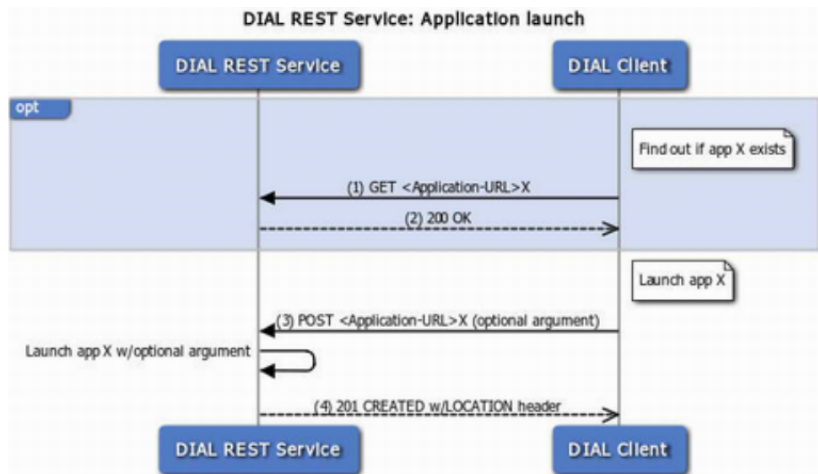 DIAL REST Service: Application launch
DIAL REST Service
DIAL Client
opt
Find out if app X exists
(1) GET <Application-URL>X
(2) 200 OK
Launch app X
(3) POST <Application-URL>X (optional argument)
Launch app X w/optional argument
(4) 201 CREATED w/LOCATION header
DIAL REST Service
DIAL Client